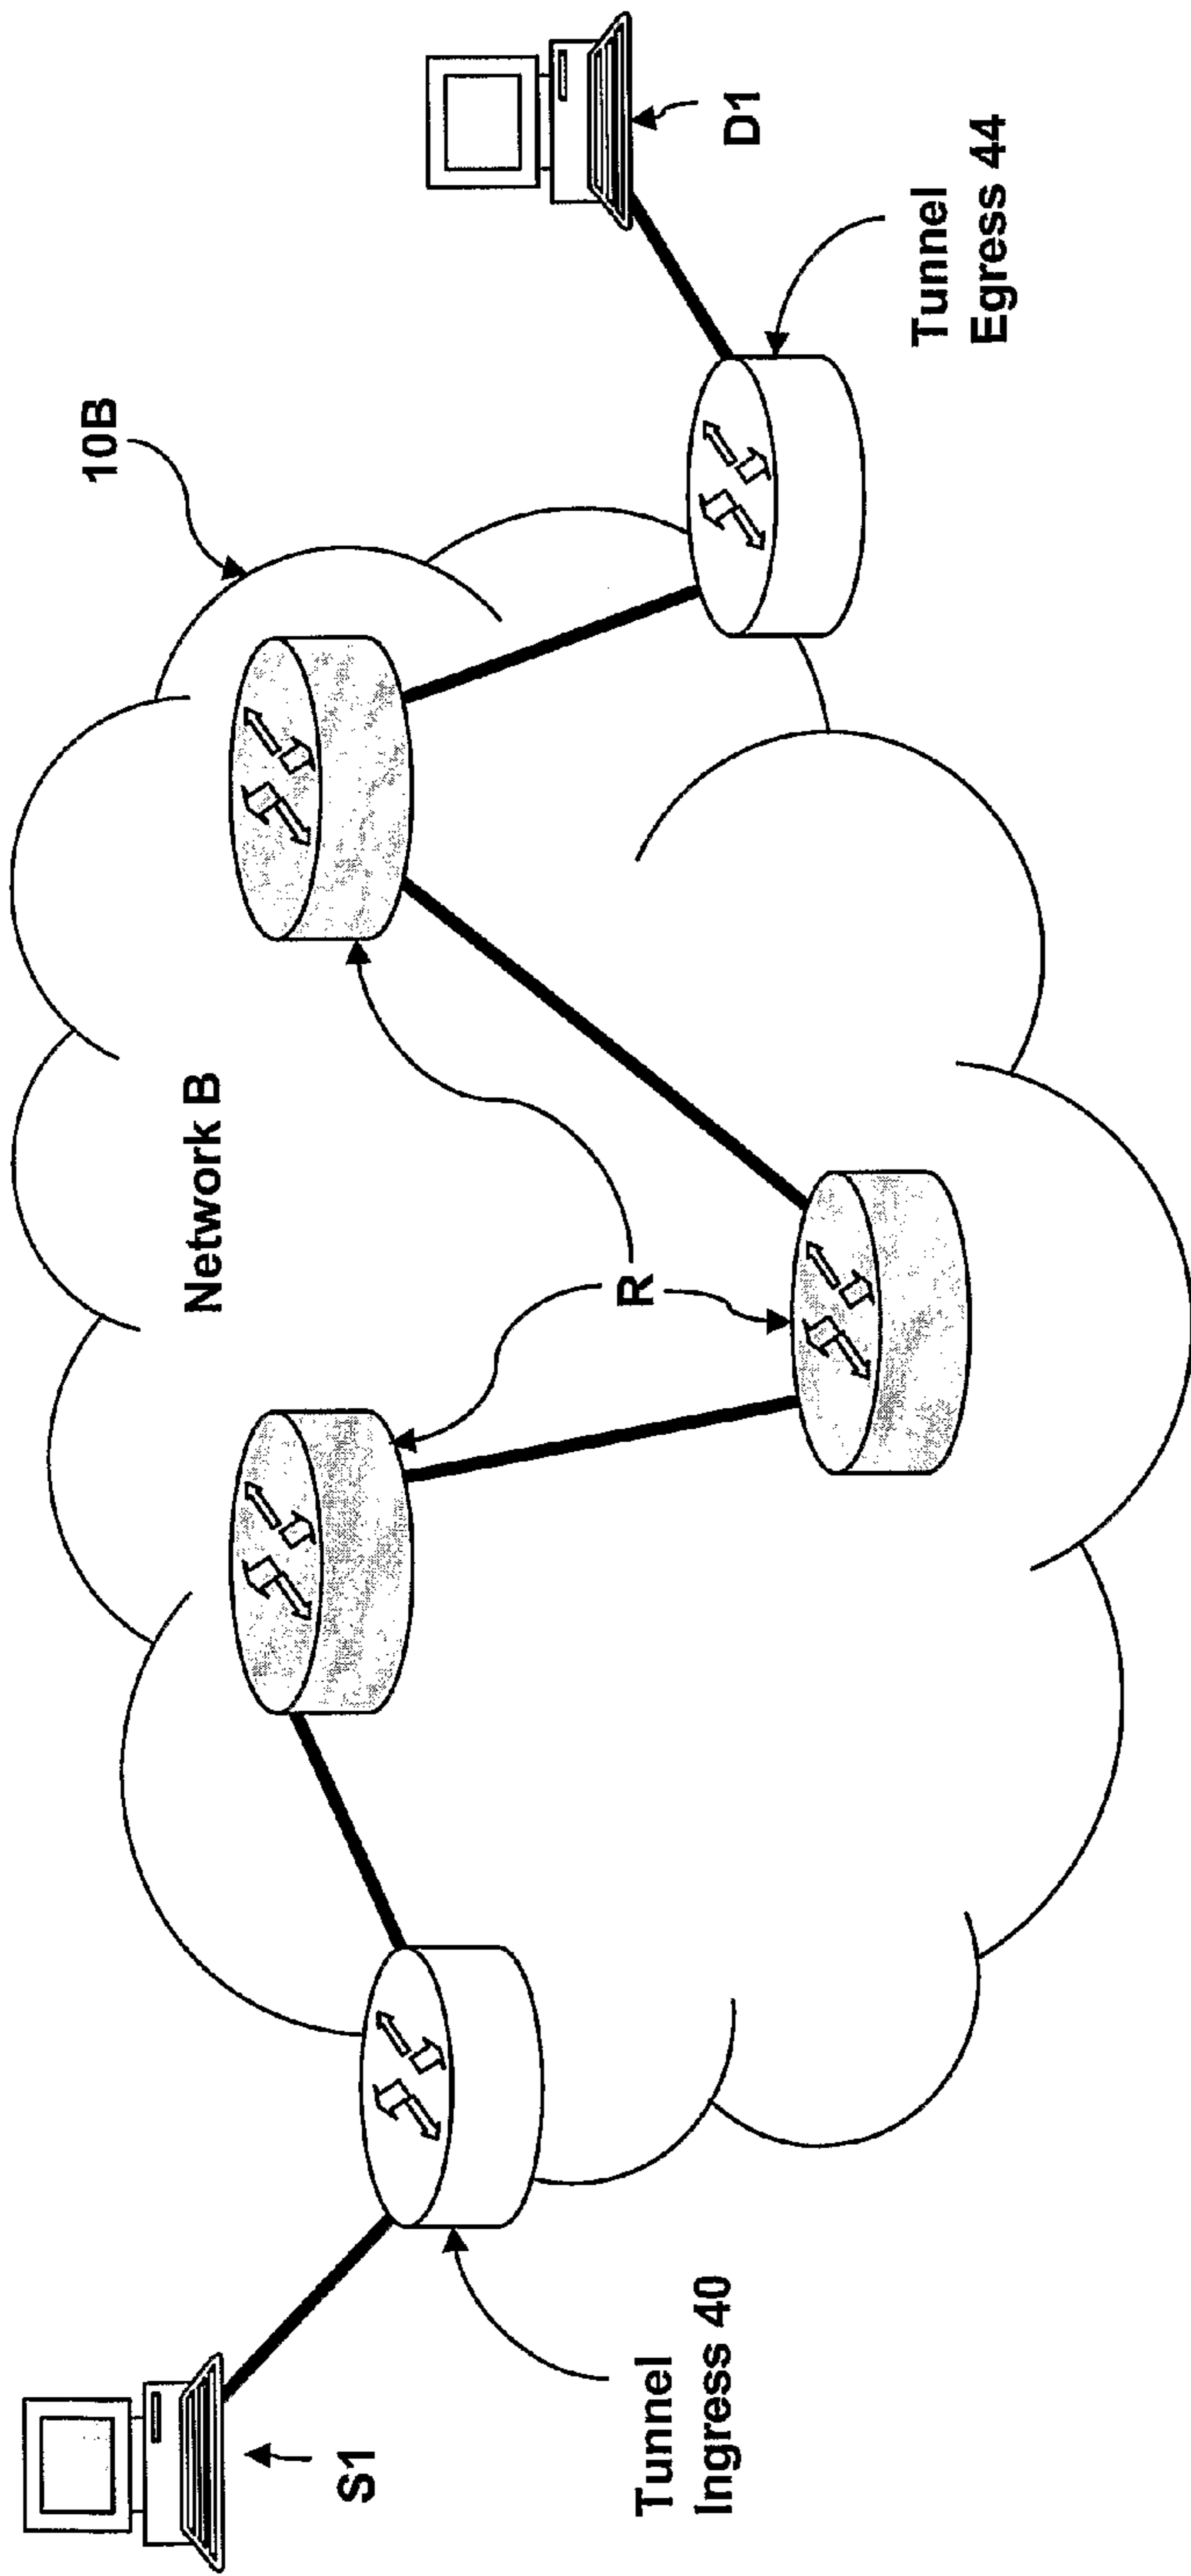 10B
Network B
S1
D1
R
Tunnel
Ingress 40
Tunnel
Egress 44